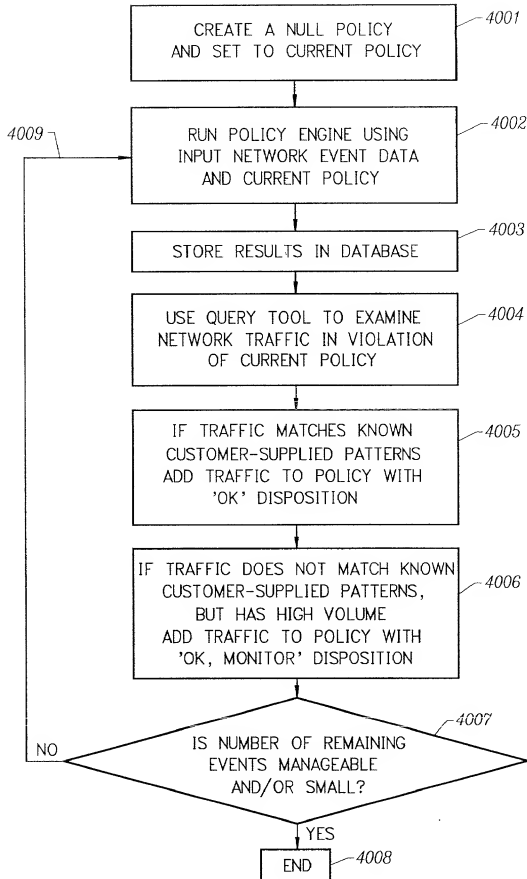 4001
CREATE A NULL POLICY
AND SET TO CURRENT POLICY
4009
4002
RUN POLICY ENGINE USING
INPUT NETWORK EVENT DATA
AND CURRENT POLICY
4003
STORE RESULTS IN DATABASE
4004
USE QUERY TOOL TO EXAMINE
NETWORK TRAFFIC IN VIOLATION
OF CURRENT POLICY
4005
IF TRAFFIC MATCHES KNOWN
CUSTOMER-SUPPLIED PATTERNS
ADD TRAFFIC TO POLICY WITH
'OK' DISPOSITION
4006
IF TRAFFIC DOES NOT MATCH KNOWN
CUSTOMER-SUPPLIED PATTERNS,
BUT HAS HIGH VOLUME
ADD TRAFFIC TO POLICY WITH
'OK, MONITOR' DISPOSITION
4007
NO
IS NUMBER OF REMAINING
EVENTS MANAGEABLE
AND/OR SMALL?
YES
END
4008